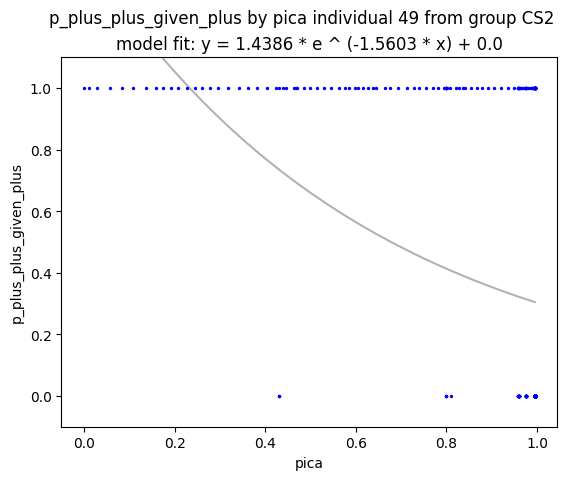 p_plus_plus_given_plus by pica individual 49 from group CS2
model fit: y = 1.4386 * e ^ (-1.5603 * x) + 0.0
p_plus_plus_given_plus
1.0
0.8
0.6
0.4
0.2
0.0
0.0 0.2 0.4 0.6 0.8 1.0
pica